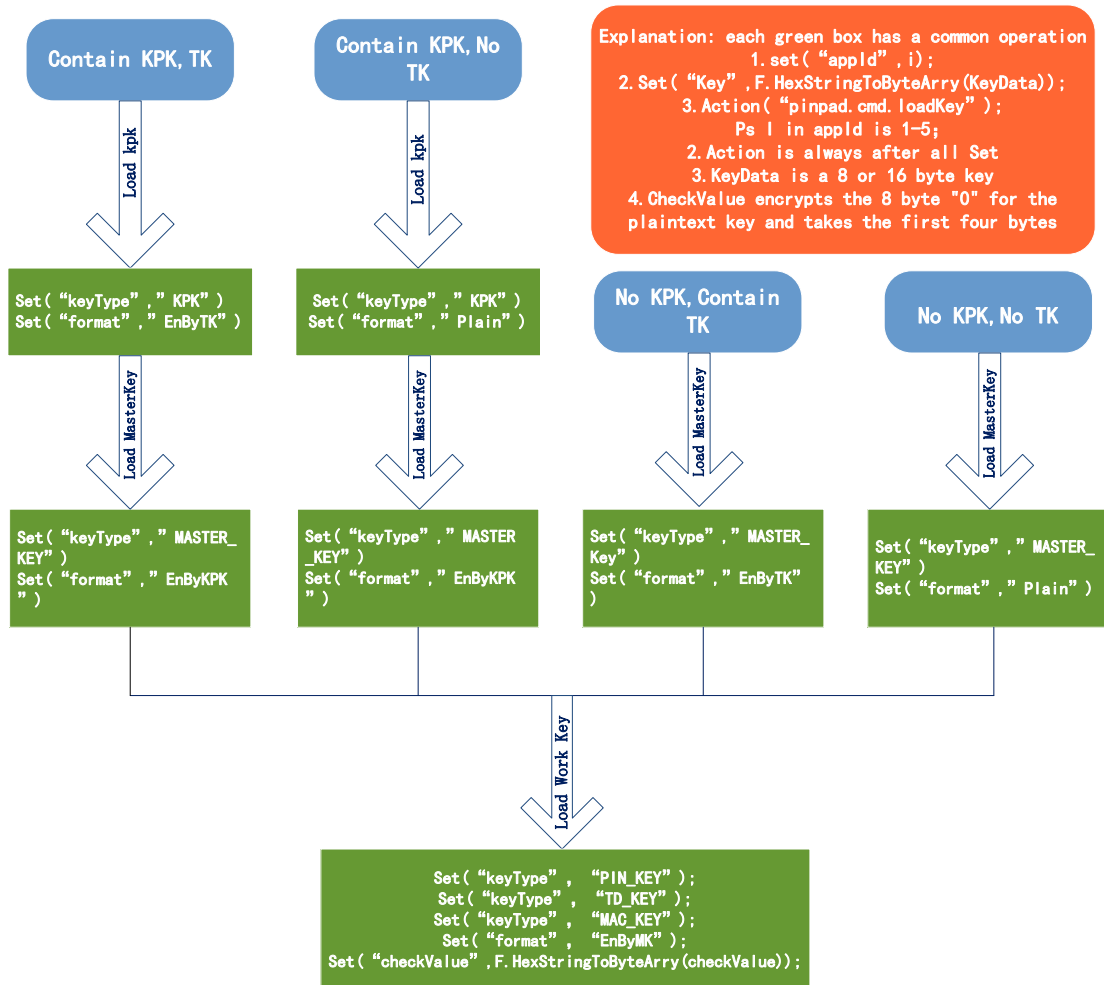 Contain KPK, TK
Contain KPK, No
TK
Explanation: each green box has a common operation
1. set( “appId” , i);
2. Set( “Key” , F. HexStringToByteArry(KeyData));
3. Action( “pinpad.cmd.loadKey” );
Ps I in appId is 1-5;
2. Action is always after all Set
3. KeyData is a 8 or 16 byte key
4. CheckValue encrypts the 8 byte "0" for the
plaintext key and takes the first four bytes
Load kpk
Load kpk
Set( “keyType” , ” KPK” )
Set( “format” , ” EnByTK” )
Set( “keyType” , ” KPK” )
Set( “format” , ” Plain” )
No KPK, Contain
TK
No KPK, No TK
Load MasterKey
Load MasterKey
Load MasterKey
Load MasterKey
Set( “keyType” , ” MASTER_
KEY” )
Set( “format” , ” EnByKPK
” )
Set( “keyType” , ” MASTER
_KEY” )
Set( “format” , ” EnByKPK
” )
Set( “keyType” , ” MASTER_
Key” )
Set( “format” , ” EnByTK”
)
Set( “keyType” , ” MASTER_
KEY” )
Set( “format” , ” Plain” )
Load Work Key
Set( “keyType” , “PIN_KEY” );
Set( “keyType” , “TD_KEY” );
Set( “keyType” , “MAC_KEY” );
Set( “format” , “EnByMK” );
Set( “checkValue” , F. HexStringToByteArry(checkValue));